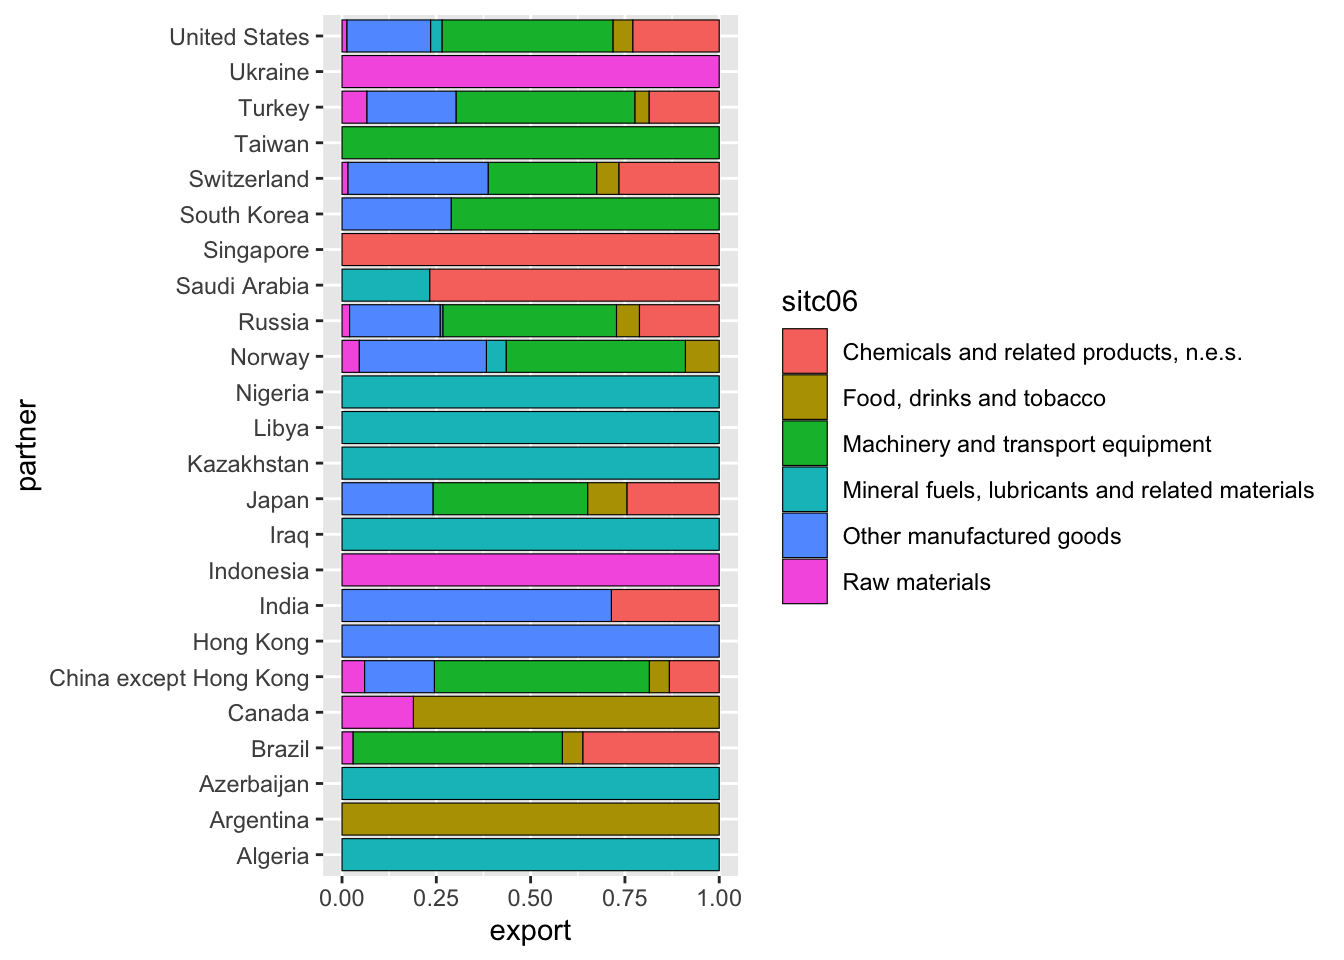 United States
Ukraine
Turkey
Taiwan
Switzerland
South Korea
Singapore
Saudi Arabia
Russia
Norway
Nigeria
Libya
Kazakhstan
Japan
Iraq
Indonesia
India
Hong Kong
China except Hong Kong
Canada
Brazil
Azerbaijan
Argentina
Algeria
partner
0.00 0.25 0.50 0.75 1.00
export
sitc06
Chemicals and related products, n.e.s.
Food, drinks and tobacco
Machinery and transport equipment
Mineral fuels, lubricants and related materials
Other manufactured goods
Raw materials